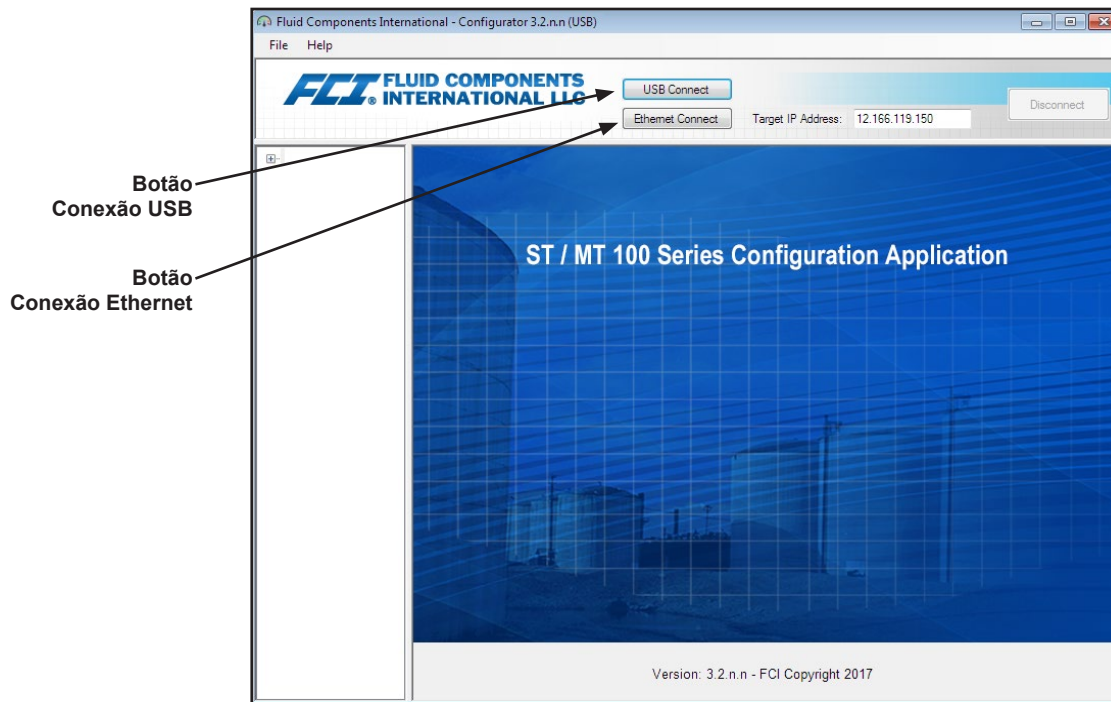 Fluid Components International - Configurator 3.2.n.n (USB)
File Help
FCI® FLUID COMPONENTS
INTERNATIONAL LLC
USB Connect
Ethernet Connect
Target IP Address: 12.166.119.150
Disconnect
Botão
Conexão USB
Botão
Conexão Ethernet
ST / MT 100 Series Configuration Application
Version: 3.2.n.n - FCI Copyright 2017